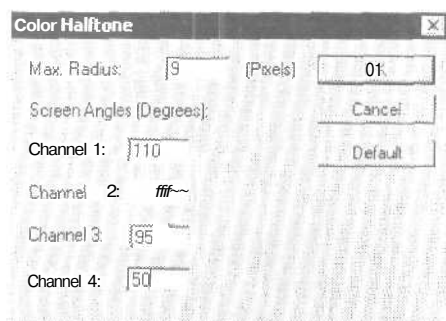 Color Halftone
Max. Radius: 9 (Pixels)
01
Screen Angles (Degrees):
Cancel
Channel 1: 110
Default
Channel 2:
Channel 3: 95
Channel 4: 50